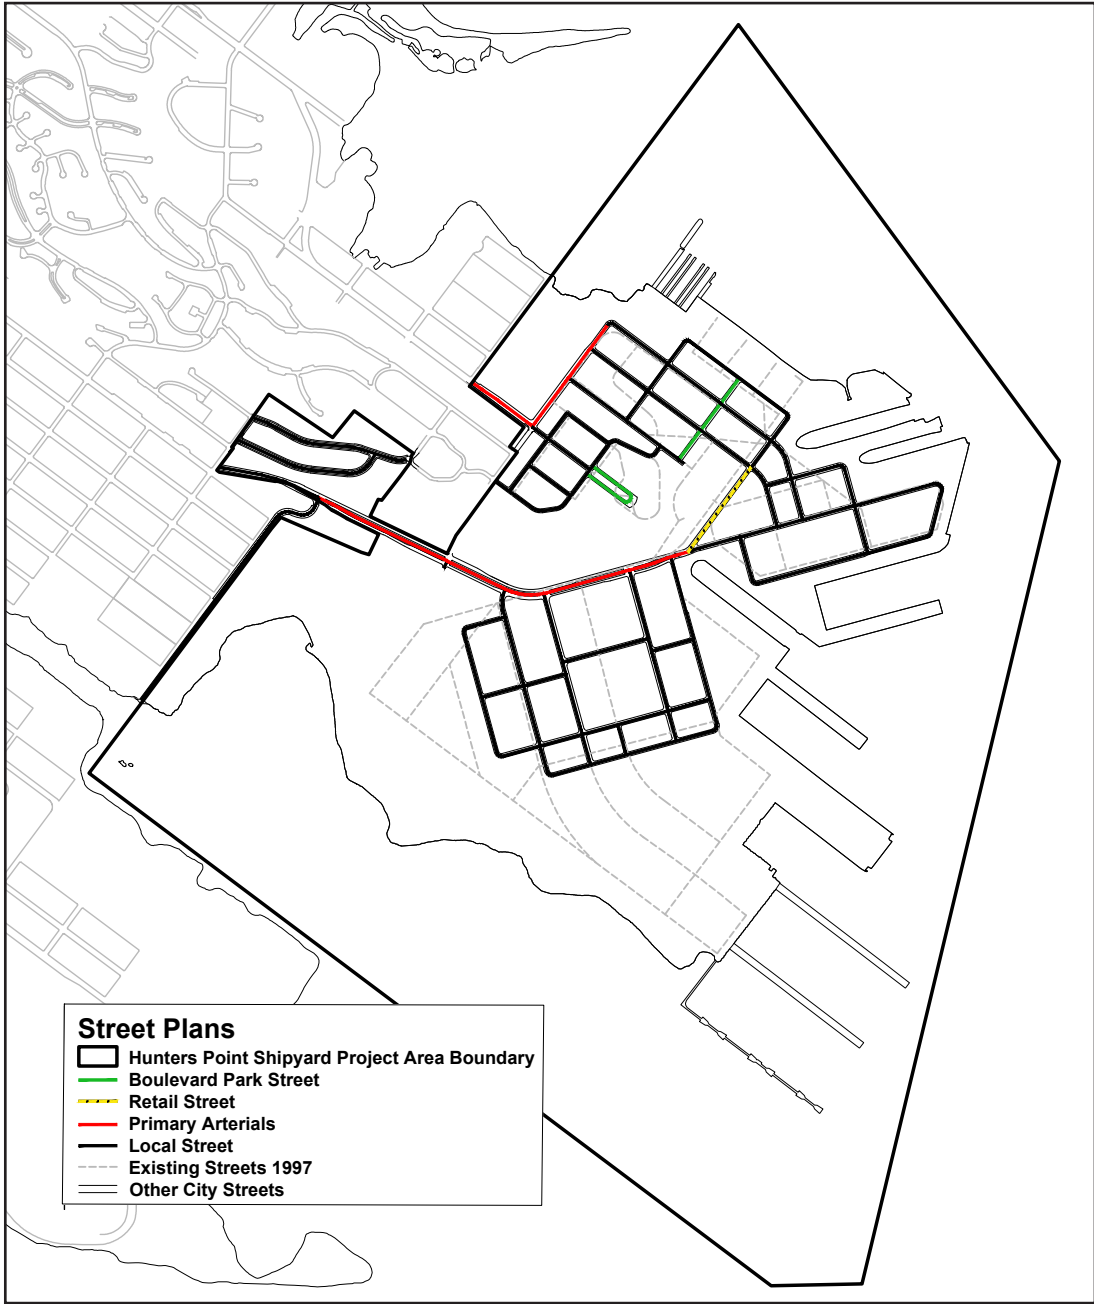 Street Plans
Hunters Point Shipyard Project Area Boundary
Boulevard Park Street
Retail Street
Primary Arterials
Local Street
Existing Streets 1997
Other City Streets